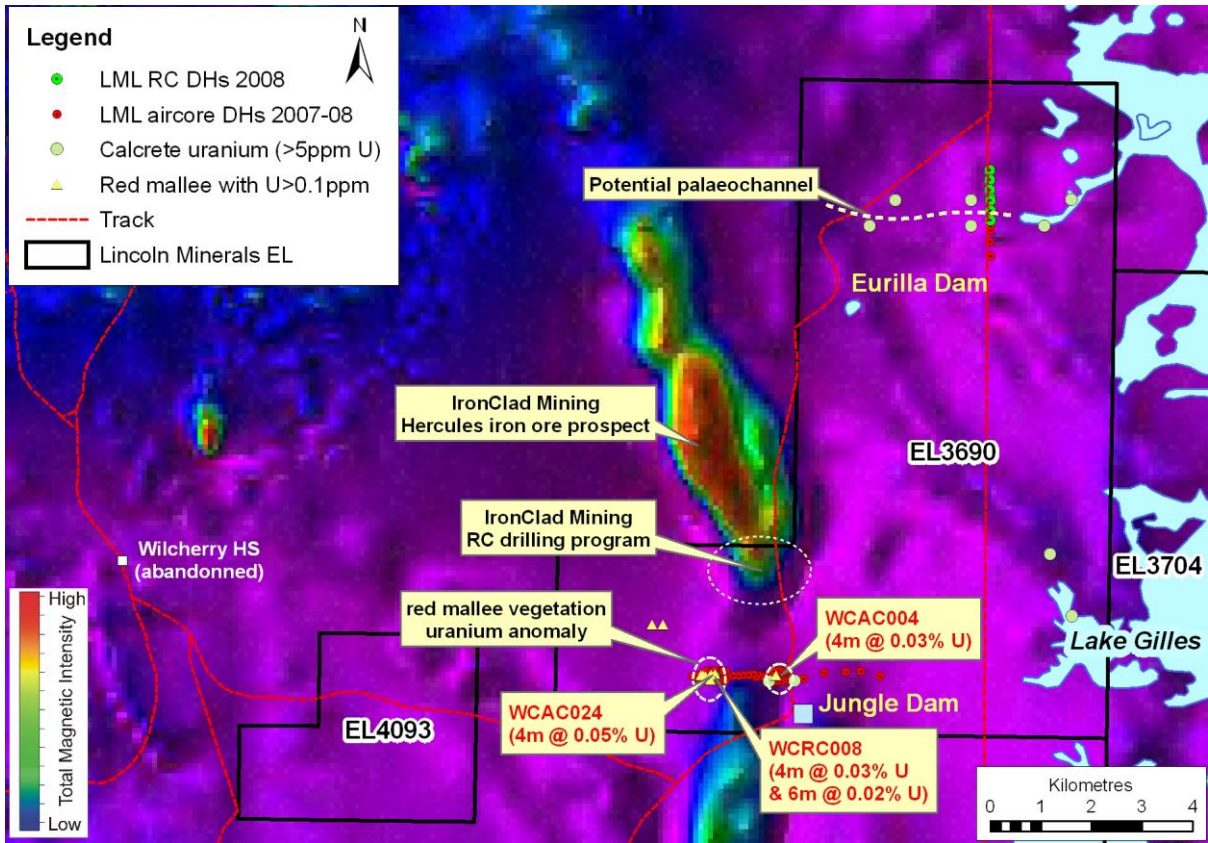 Legend
N
LML RC DHs 2008
LML aircore DHs 2007-08
Calcrete uranium (>5ppm U)
Red mallee with U>0.1ppm
Track
Lincoln Minerals EL
Potential palaeochannel
Eurilla Dam
IronClad Mining
Hercules iron ore prospect
EL3690
IronClad Mining
RC drilling program
Wilcherry HS
(abandonned)
EL3704
High
Total Magnetic Intensity
Low
red mallee vegetation
uranium anomaly
WCAC004
(4m @ 0.03% U)
Lake Gilles
WCAC024
(4m @ 0.05% U)
Jungle Dam
EL4093
WCRC008
(4m @ 0.03% U
& 6m @ 0.02% U)
Kilometres
0 1 2 3 4